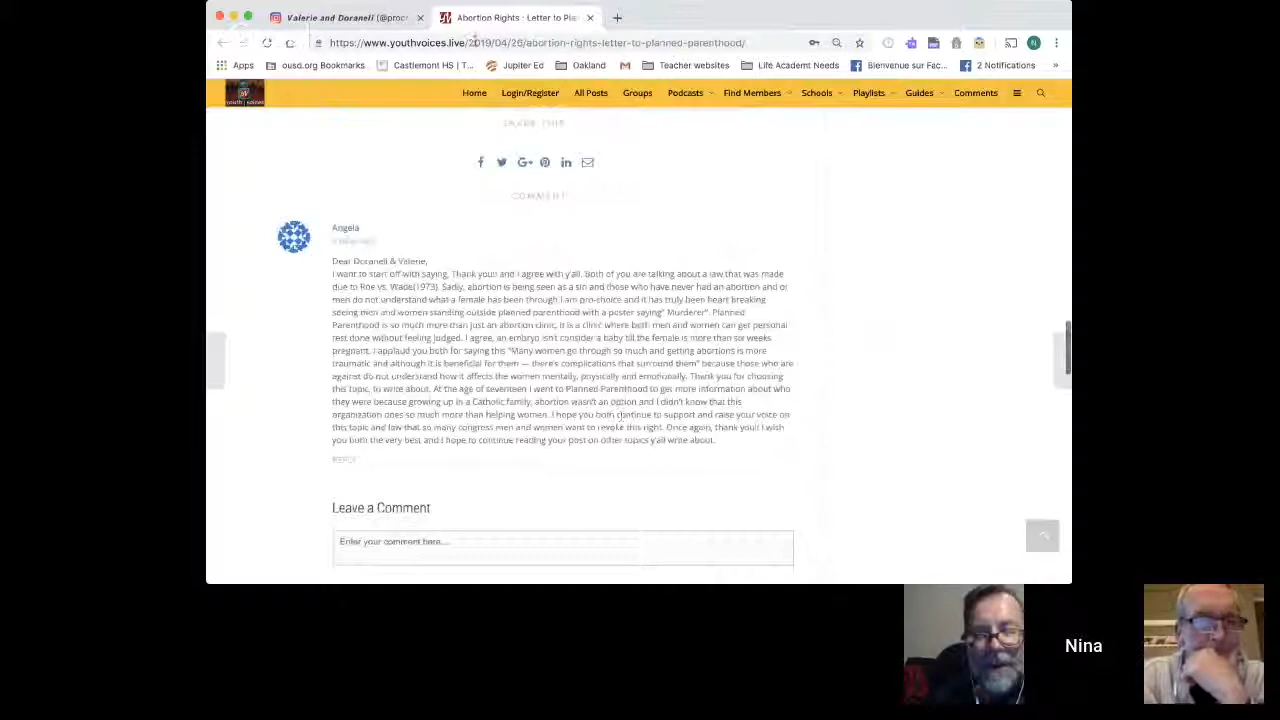 Valerie and Doraneli (@procr
Abortion Rights : Letter to Pla
https://www.youthvoices.live/2019/04/26/abortion-rights-letter-to-planned-parenthood/
Apps ousd.org Bookmarks Castlemont HS | T... Jupiter Ed Oakland Teacher websites Life Academt Needs Bienvenue sur Fac... 2 Notifications »
Home Login/Register All Posts Groups Podcasts Find Members Schools Playlists Guides Comments
SHARE THIS
COMMENT
Angela
Dear Doraneli & Valerie,
I want to start off with saying, Thank you!! and I agree with y'all. Both of you are talking about a law that was made
due to Roe vs. Wade(1973). Sadly, abortion is being seen as a sin and those who have never had an abortion and or
men do not understand what a female has been through I am pro-choice and it has truly been heart breaking
seeing men and women standing outside planned parenthood with a poster saying" Murderer". Planned
Parenthood is so much more than just an abortion clinic, it is a clinic where both men and women can get personal
test done without feeling judged. I agree, an embryo isn't consider a baby till the female is more than six weeks
pregnant. I applaud you both for saying this "Many women go through so much and getting abortions is more
traumatic and although it is beneficial for them — there's complications that surround them" because those who are
against do not understand how it affects the women mentally, physically and emotionally. Thank you for choosing
this topic, to write about. At the age of seventeen I want to Planned Parenthood to get more information about who
they were because growing up in a Catholic family, abortion wasn't an option and I didn't know that this
organization does so much more than helping women. I hope you both continue to support and raise your voice on
this topic and law that so many congress men and women want to revoke this right. Once again, thank you!! I wish
you both the very best and I hope to continue reading your post on other topics y'all write about.
REPLY
Leave a Comment
Enter your comment here...
Nina